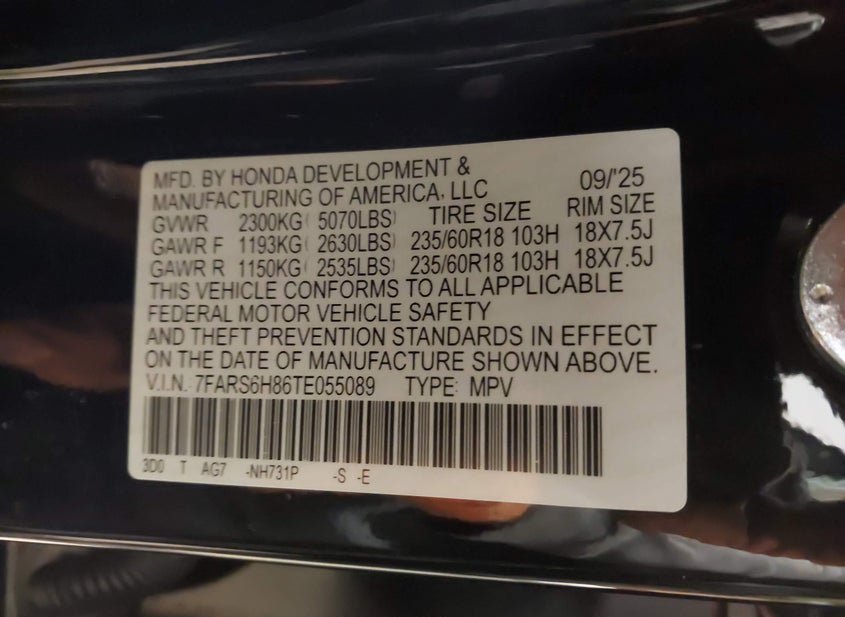 MFD. BY HONDA DEVELOPMENT &
MANUFACTURING OF AMERICA, LLC 09/'25
GVWR 2300KG( 5070LBS) TIRE SIZE RIM SIZE
GAWR F 1193KG( 2630LBS) 235/60R18 103H 18X7.5J
GAWR R 1150KG( 2535LBS) 235/60R18 103H 18X7.5J
THIS VEHICLE CONFORMS TO ALL APPLICABLE
FEDERAL MOTOR VEHICLE SAFETY
AND THEFT PREVENTION STANDARDS IN EFFECT
ON THE DATE OF MANUFACTURE SHOWN ABOVE.
V.I.N.: 7FARS6H86TE055089 TYPE: MPV
3D0 T AG7 -NH731P -S -E